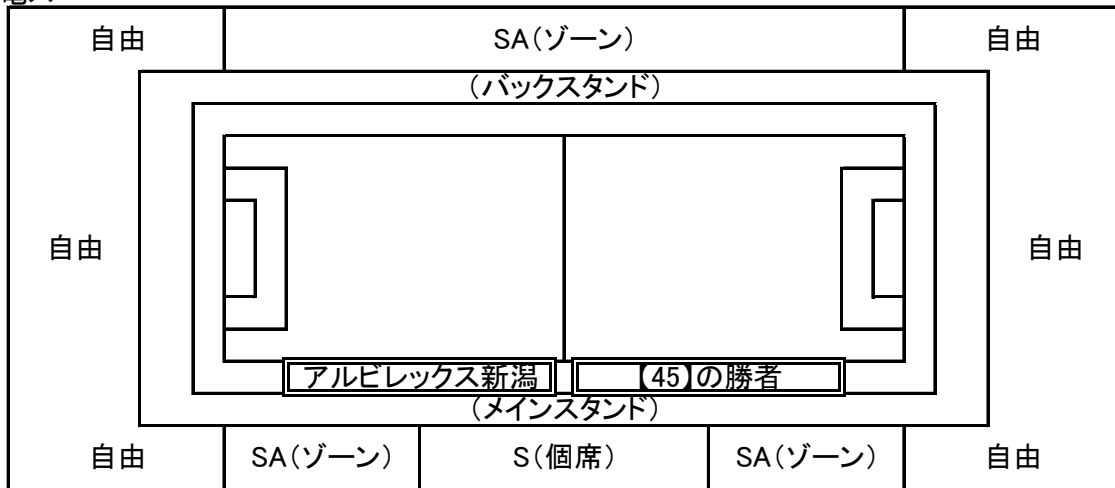 自由 SA(ゾーン) 自由
(バックスタンド)
自由 自由
アルビレックス新潟 【45】の勝者
(メインスタンド)
自由 SA(ゾーン) S(個席) SA(ゾーン) 自由